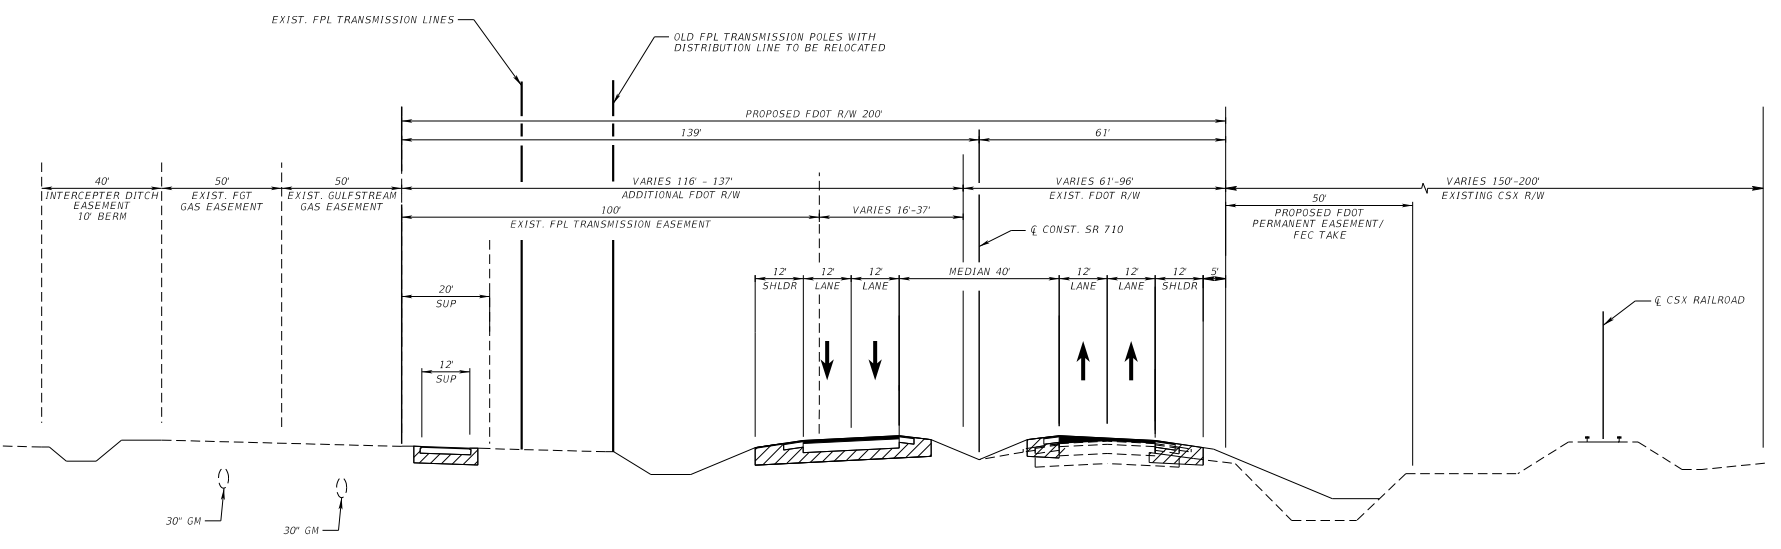 EXIST. FPL TRANSMISSION LINES
OLD FPL TRANSMISSION POLES WITH
DISTRIBUTION LINE TO BE RELOCATED
PROPOSED FDOT R/W 200'
139'
61'
40'
INTERCEPTER DITCH
EASEMENT
10' BERM
50'
EXIST. FGT
GAS EASEMENT
50'
EXIST. GULFSTREAM
GAS EASEMENT
VARIES 116' - 137'
ADDITIONAL FDOT R/W
VARIES 61'-96'
EXIST. FDOT R/W
VARIES 150'-200'
EXISTING CSX R/W
100'
EXIST. FPL TRANSMISSION EASEMENT
VARIES 16'-37'
50'
PROPOSED FDOT
PERMANENT EASEMENT/
FEC TAKE
℄ CONST. SR 710
12'
SHLDR
12'
LANE
12'
LANE
MEDIAN 40'
12'
LANE
12'
LANE
12'
SHLDR
5'
20'
SUP
℄ CSX RAILROAD
12'
SUP
30" GM
30" GM